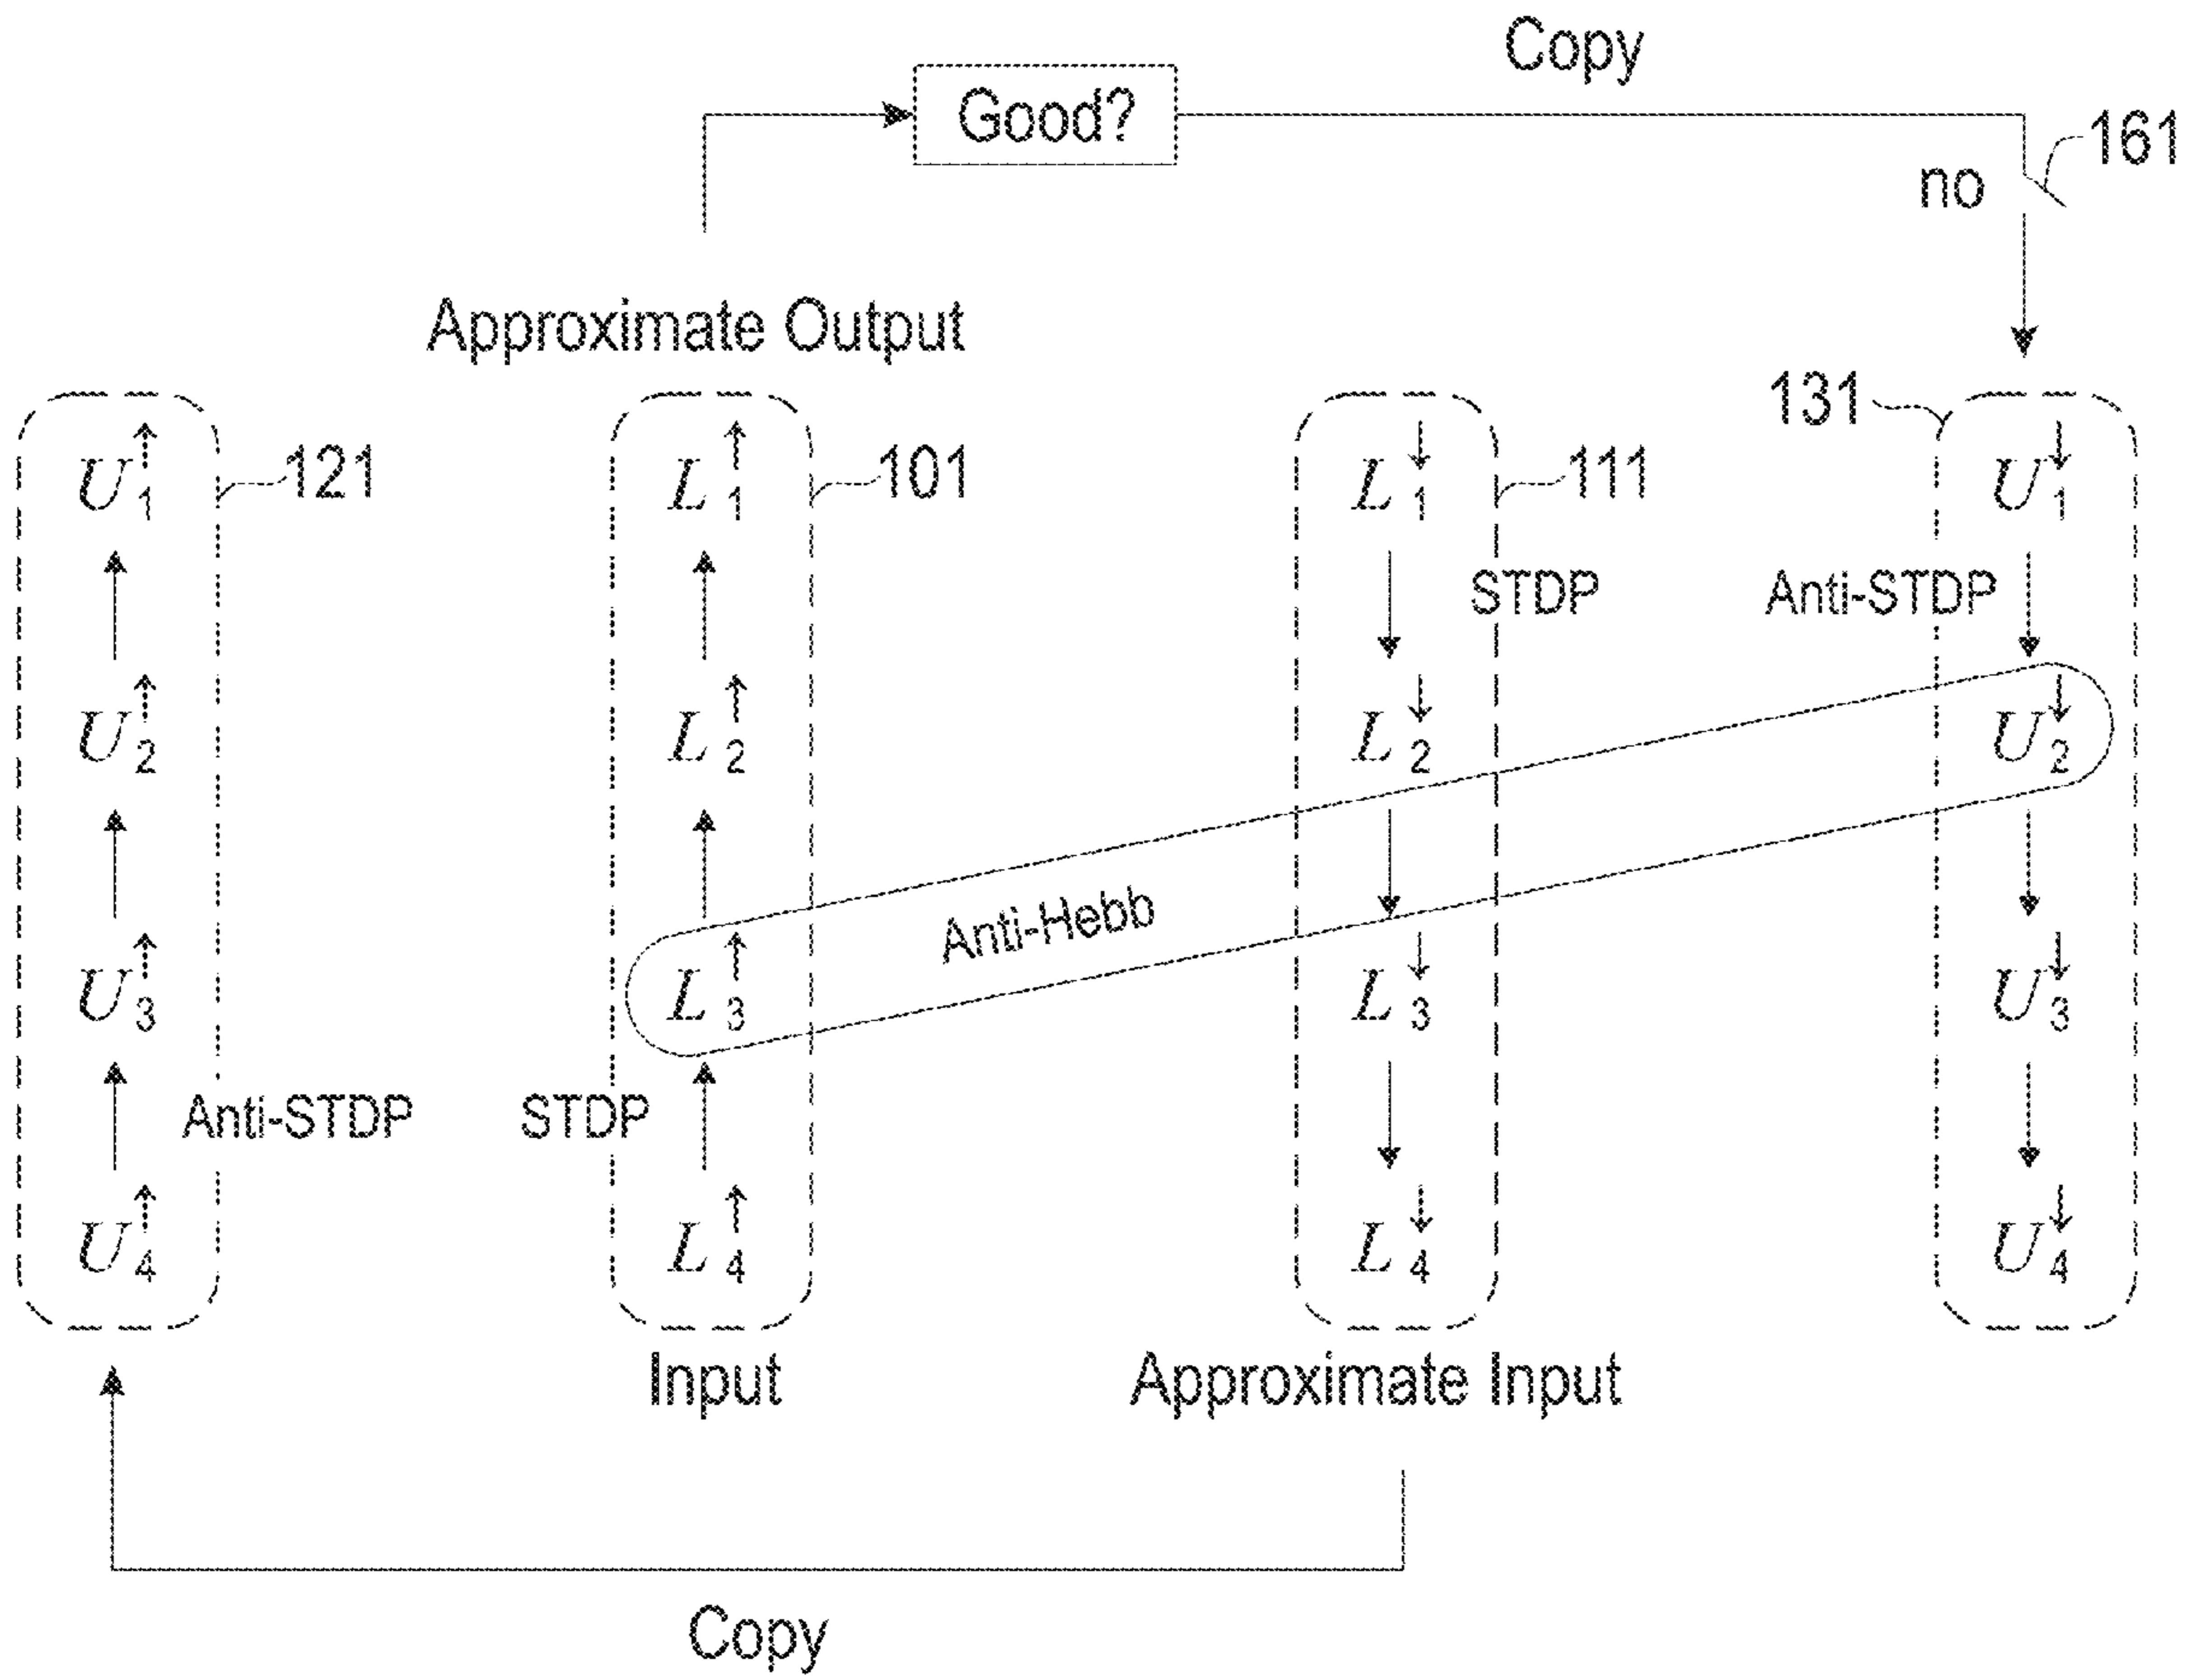 Copy
Good?
161
no
Approximate Output
131
U↑1 121 L↑1 101 L↓1 111 U↓1
STDP Anti-STDP
U↑2 L↑2 L↓2 U↓2
Anti-Hebb
U↑3 L↑3 L↓3 U↓3
Anti-STDP STDP
U↑4 L↑4 L↓4 U↓4
Input Approximate Input
Copy